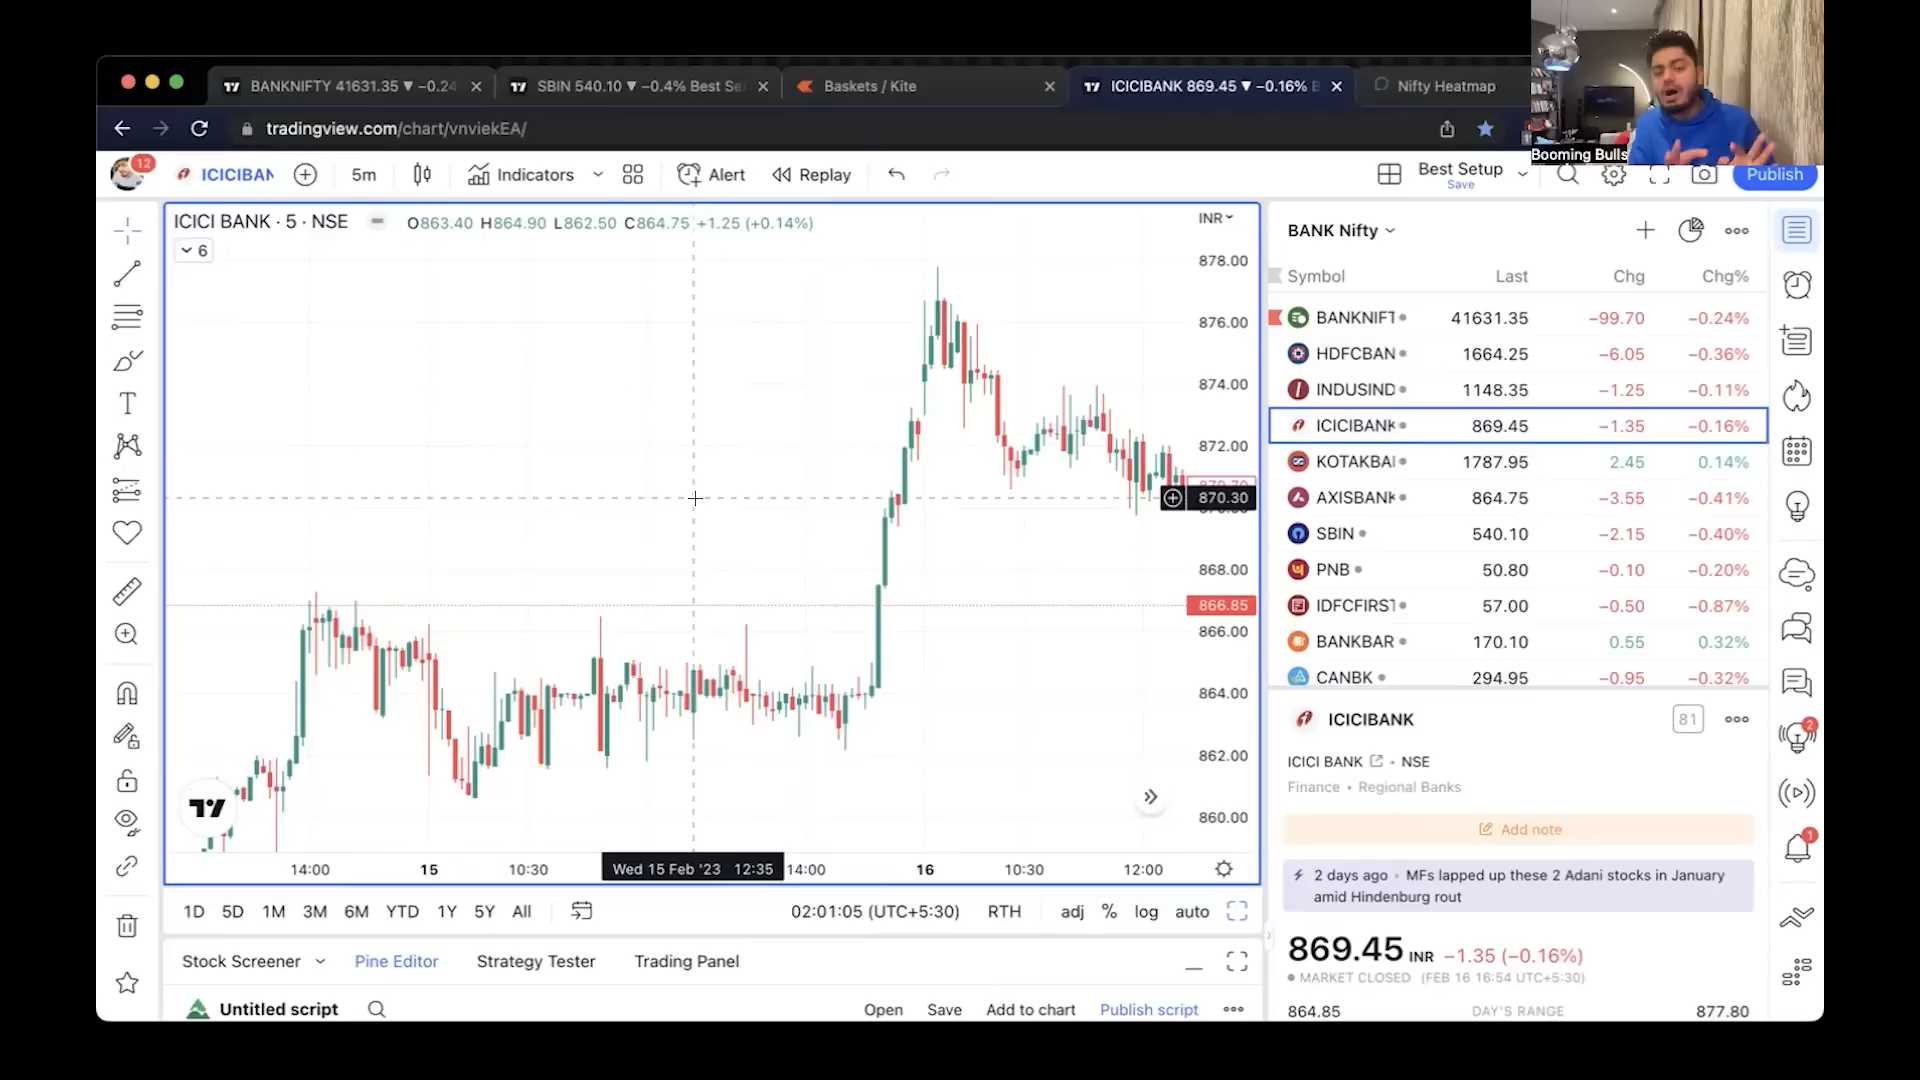 BANKNIFTY 41631.35 ▼ −0.24
SBIN 540.10 ▼ −0.4% Best Se
Baskets / Kite
ICICIBANK 869.45 ▼ −0.16% B
Nifty Heatmap
tradingview.com/chart/vnviekEA/
Booming Bulls
12
ICICIBAN
5m
Indicators
Alert
Replay
Best Setup
Save
Publish
ICICI BANK · 5 · NSE
O863.40 H864.90 L862.50 C864.75 +1.25 (+0.14%)
6
INR
878.00
876.00
874.00
872.00
870.30
868.00
866.85
866.00
864.00
862.00
860.00
14:00
15
10:30
Wed 15 Feb '23 12:35
14:00
16
10:30
12:00
1D 5D 1M 3M 6M YTD 1Y 5Y All
02:01:05 (UTC+5:30)
RTH
adj % log auto
Stock Screener
Pine Editor
Strategy Tester
Trading Panel
Untitled script
Open Save Add to chart Publish script
BANK Nifty
Symbol Last Chg Chg%
BANKNIFT 41631.35 −99.70 −0.24%
HDFCBAN 1664.25 −6.05 −0.36%
INDUSIND 1148.35 −1.25 −0.11%
ICICIBANK 869.45 −1.35 −0.16%
KOTAKBAI 1787.95 2.45 0.14%
AXISBANK 864.75 −3.55 −0.41%
SBIN 540.10 −2.15 −0.40%
PNB 50.80 −0.10 −0.20%
IDFCFIRST 57.00 −0.50 −0.87%
BANKBAR 170.10 0.55 0.32%
CANBK 294.95 −0.95 −0.32%
ICICIBANK
81
ICICI BANK · NSE
Finance • Regional Banks
Add note
2 days ago • MFs lapped up these 2 Adani stocks in January
amid Hindenburg rout
869.45 INR −1.35 (−0.16%)
MARKET CLOSED (FEB 16 16:54 UTC+5:30)
864.85 DAY'S RANGE 877.80
2
1